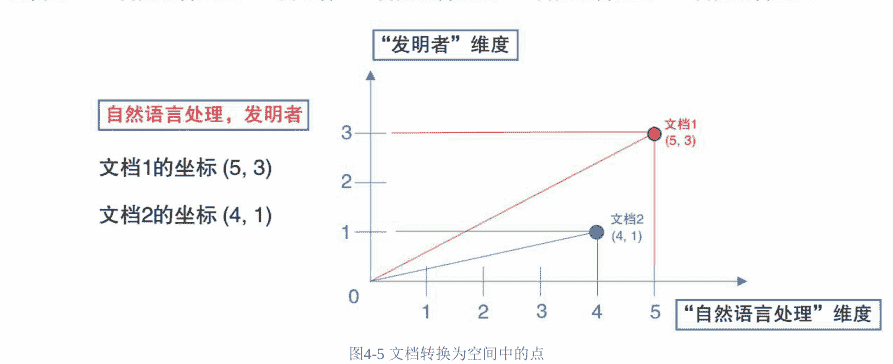 “发明者”维度
自然语言处理，发明者
文档1的坐标 (5, 3)
文档2的坐标 (4, 1)
3
2
1
0
文档1
(5, 3)
文档2
(4, 1)
1 2 3 4 5
“自然语言处理”维度
图4-5 文档转换为空间中的点